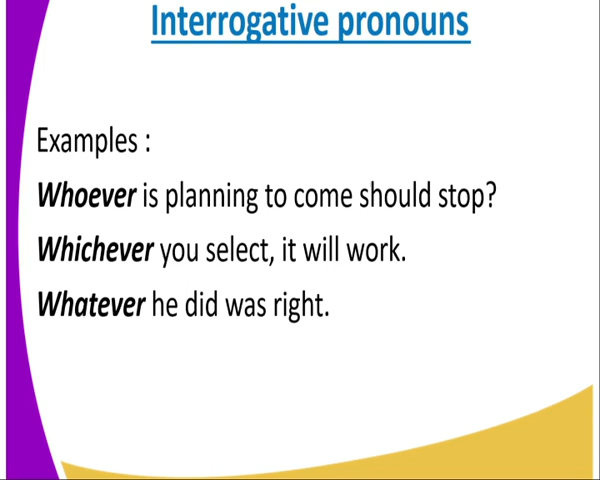 Interrogative pronouns
Examples :
Whoever is planning to come should stop?
Whichever you select, it will work.
Whatever he did was right.